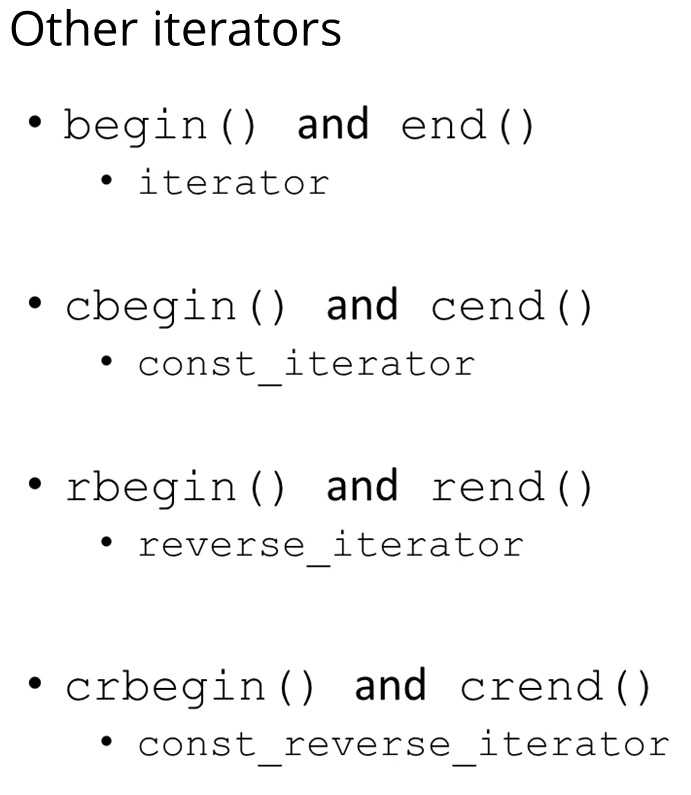 Other iterators
• begin() and end()
• iterator
• cbegin() and cend()
• const_iterator
• rbegin() and rend()
• reverse_iterator
• crbegin() and crend()
• const_reverse_iterator